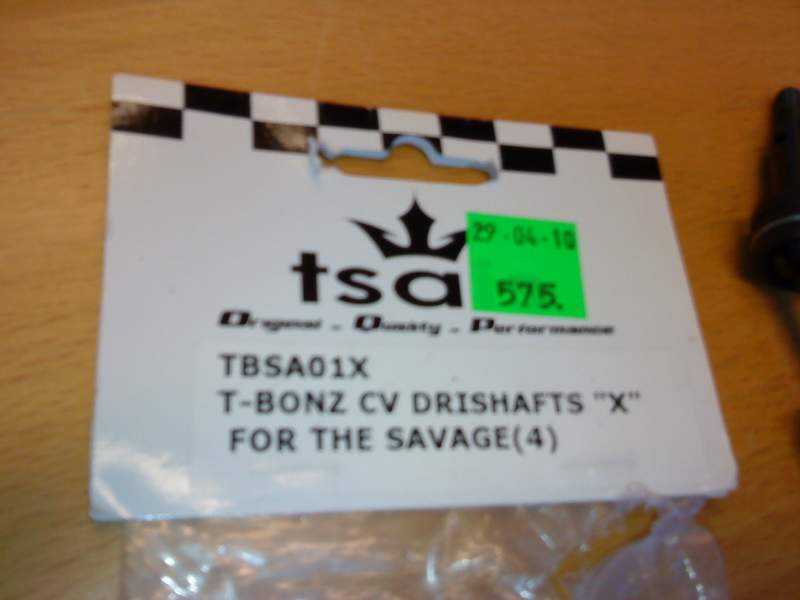 29-04-10
tsa
575.
Original - Quality - Performance
TBSA01X
T-BONZ CV DRISHAFTS "X"
FOR THE SAVAGE(4)